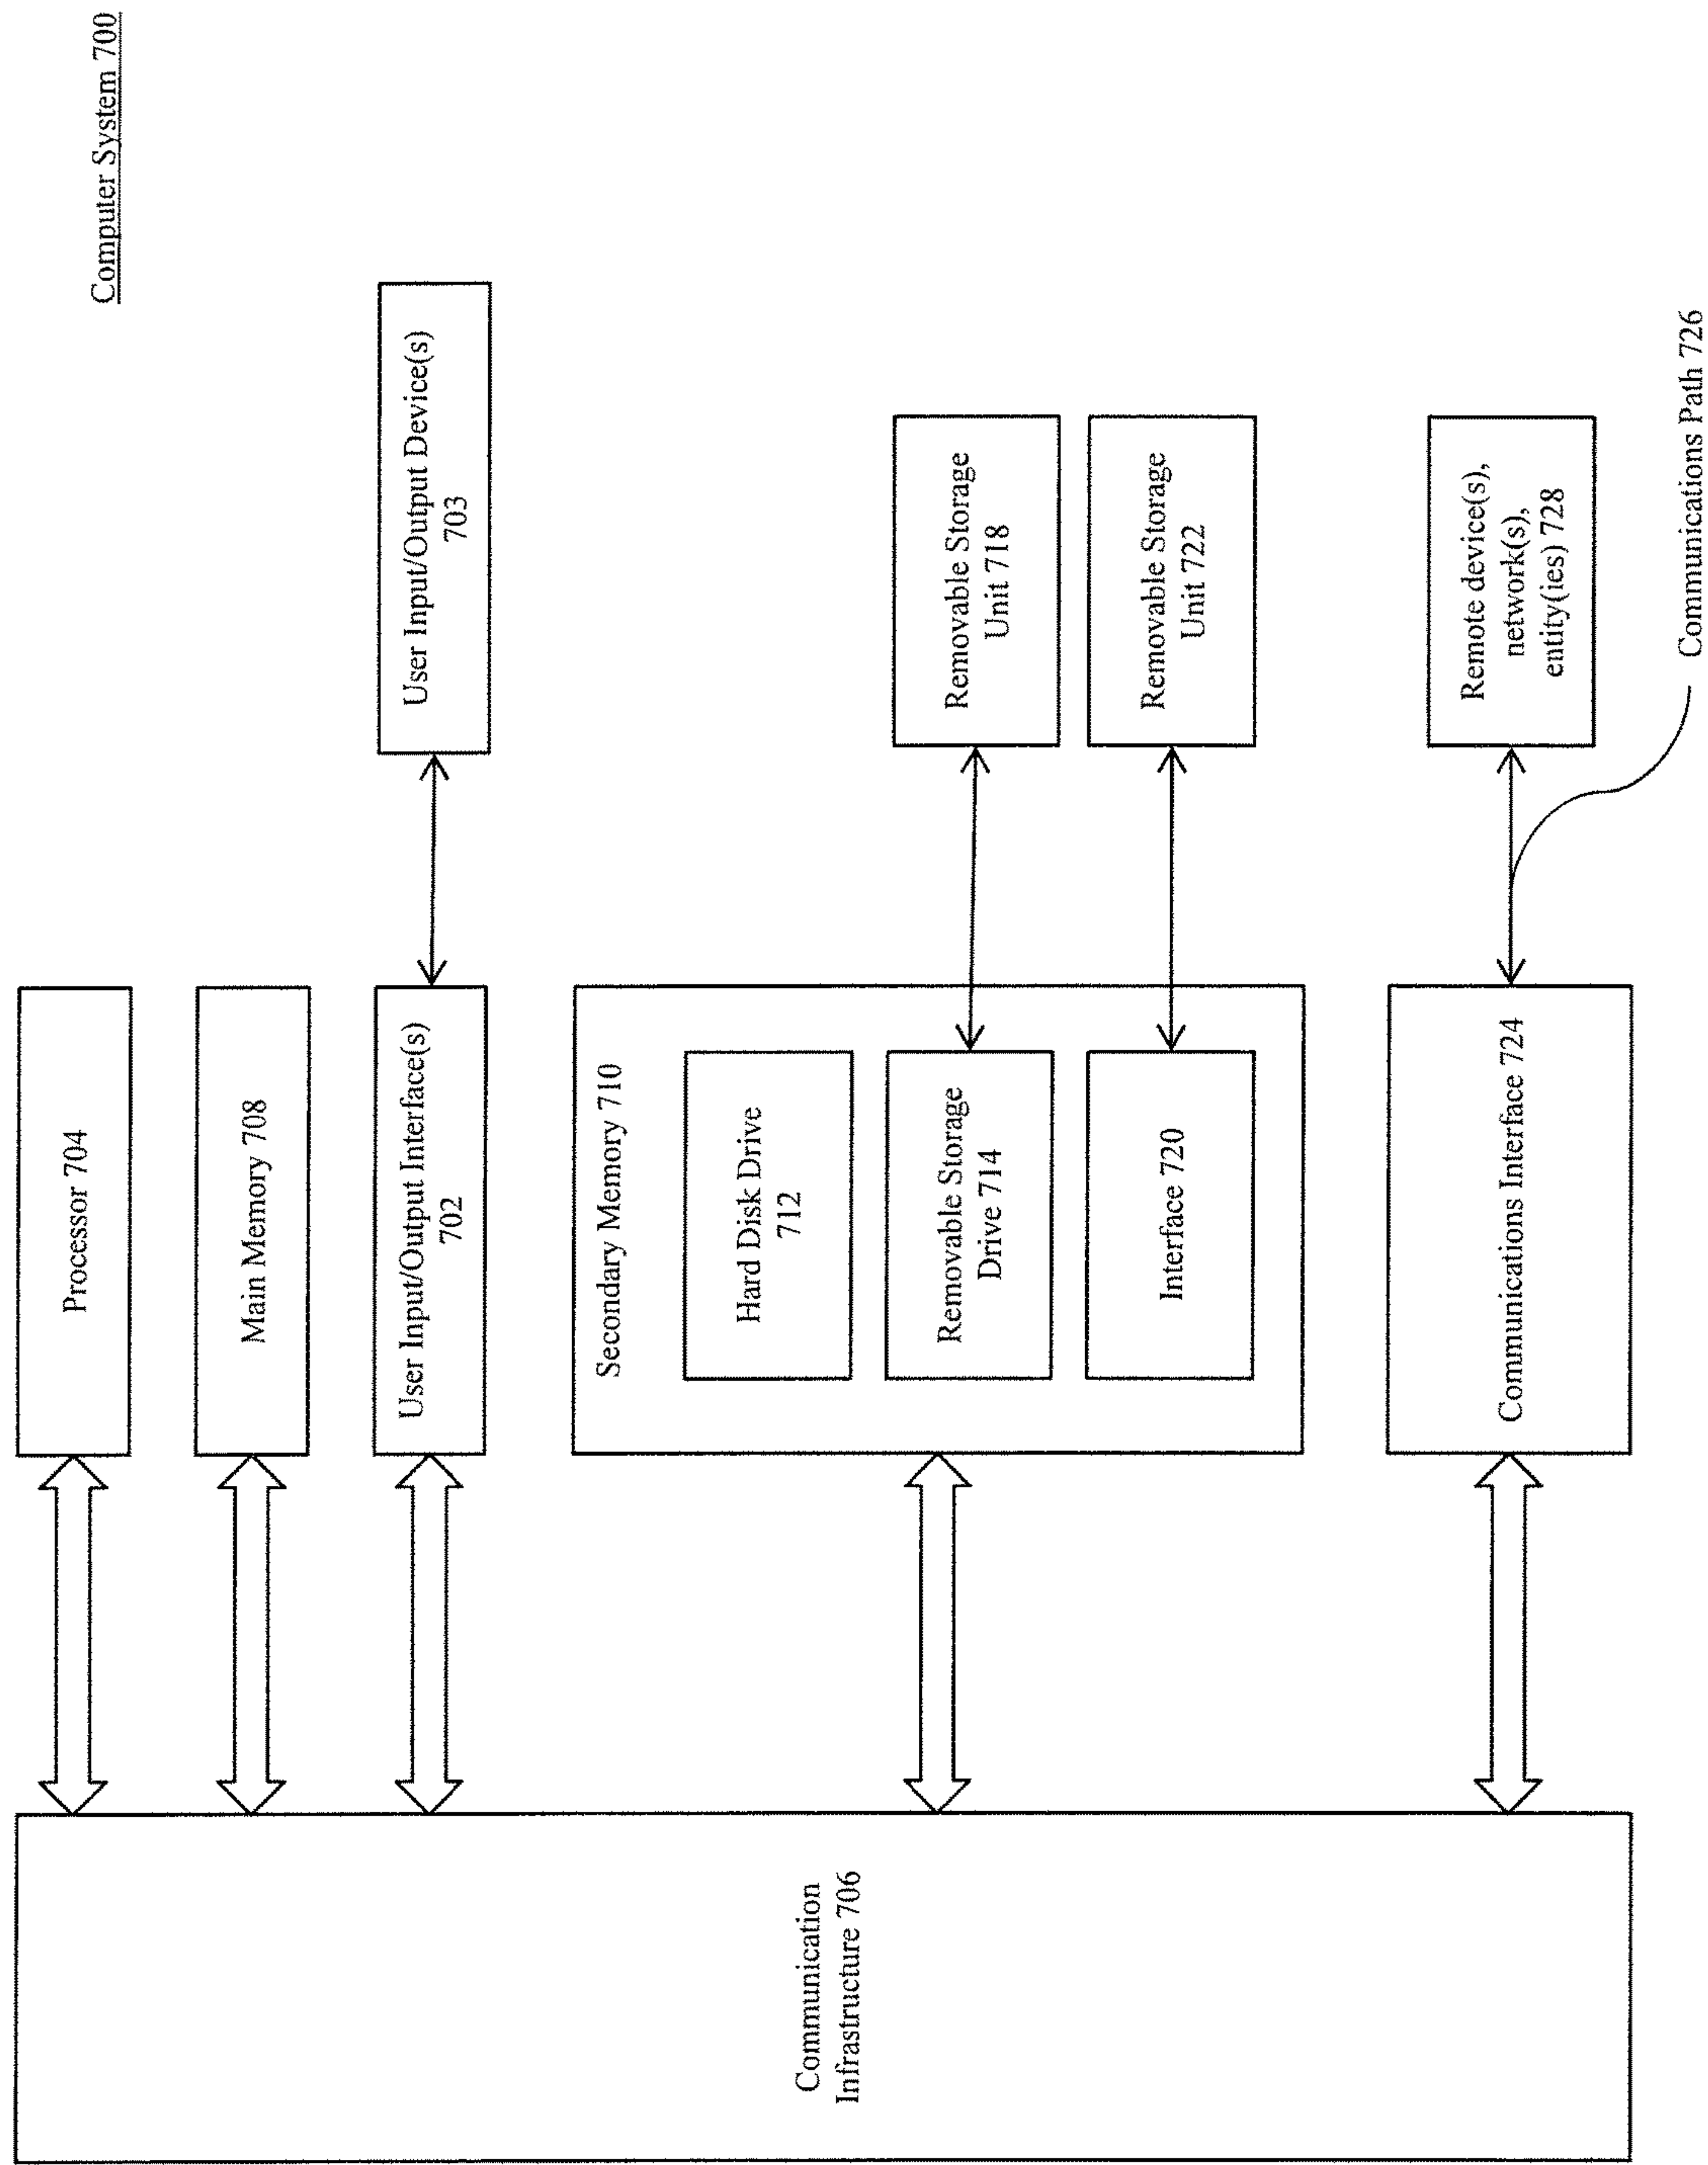 Computer System 700
Processor 704
Main Memory 708
User Input/Output Interface(s)
702
User Input/Output Device(s)
703
Secondary Memory 710
Hard Disk Drive
712
Removable Storage
Drive 714
Removable Storage
Unit 718
Interface 720
Removable Storage
Unit 722
Communication
Infrastructure 706
Communications Interface 724
Remote device(s),
network(s),
entity(ies) 728
Communications Path 726